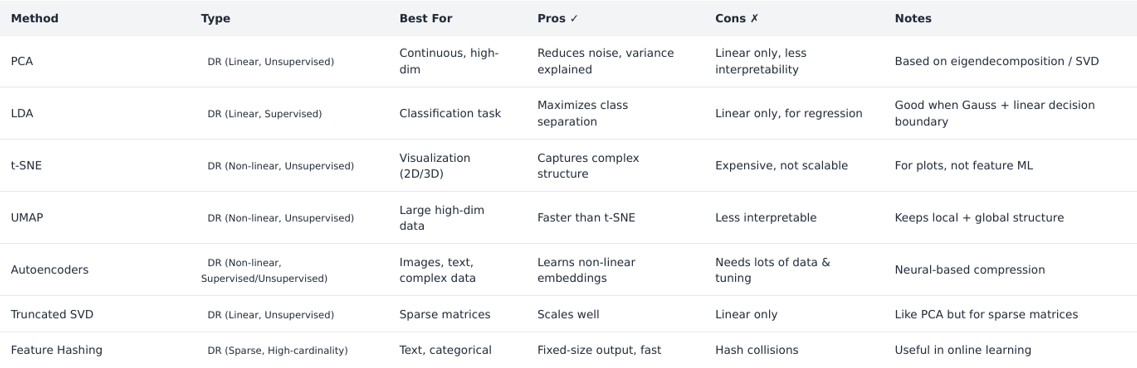 Method Type Best For Pros ✓ Cons ✗ Notes
PCA DR (Linear, Unsupervised) Continuous, high-dim Reduces noise, variance explained Linear only, less interpretability Based on eigendecomposition / SVD
LDA DR (Linear, Supervised) Classification task Maximizes class separation Linear only, for regression Good when Gauss + linear decision boundary
t-SNE DR (Non-linear, Unsupervised) Visualization (2D/3D) Captures complex structure Expensive, not scalable For plots, not feature ML
UMAP DR (Non-linear, Unsupervised) Large high-dim data Faster than t-SNE Less interpretable Keeps local + global structure
Autoencoders DR (Non-linear, Supervised/Unsupervised) Images, text, complex data Learns non-linear embeddings Needs lots of data & tuning Neural-based compression
Truncated SVD DR (Linear, Unsupervised) Sparse matrices Scales well Linear only Like PCA but for sparse matrices
Feature Hashing DR (Sparse, High-cardinality) Text, categorical Fixed-size output, fast Hash collisions Useful in online learning